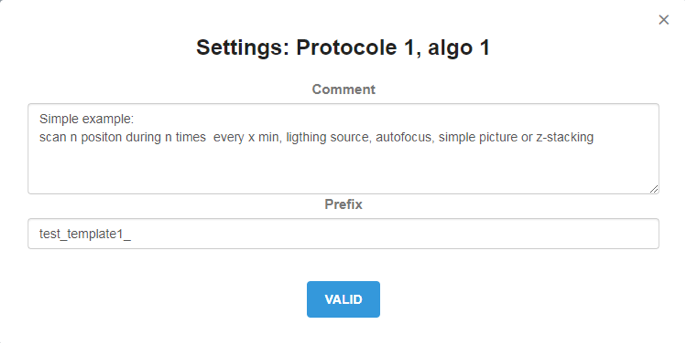 ×
Settings: Protocole 1, algo 1
Comment
Simple example:
scan n positon during n times  every x min, ligthing source, autofocus, simple picture or z-stacking
Prefix
test_template1_
VALID